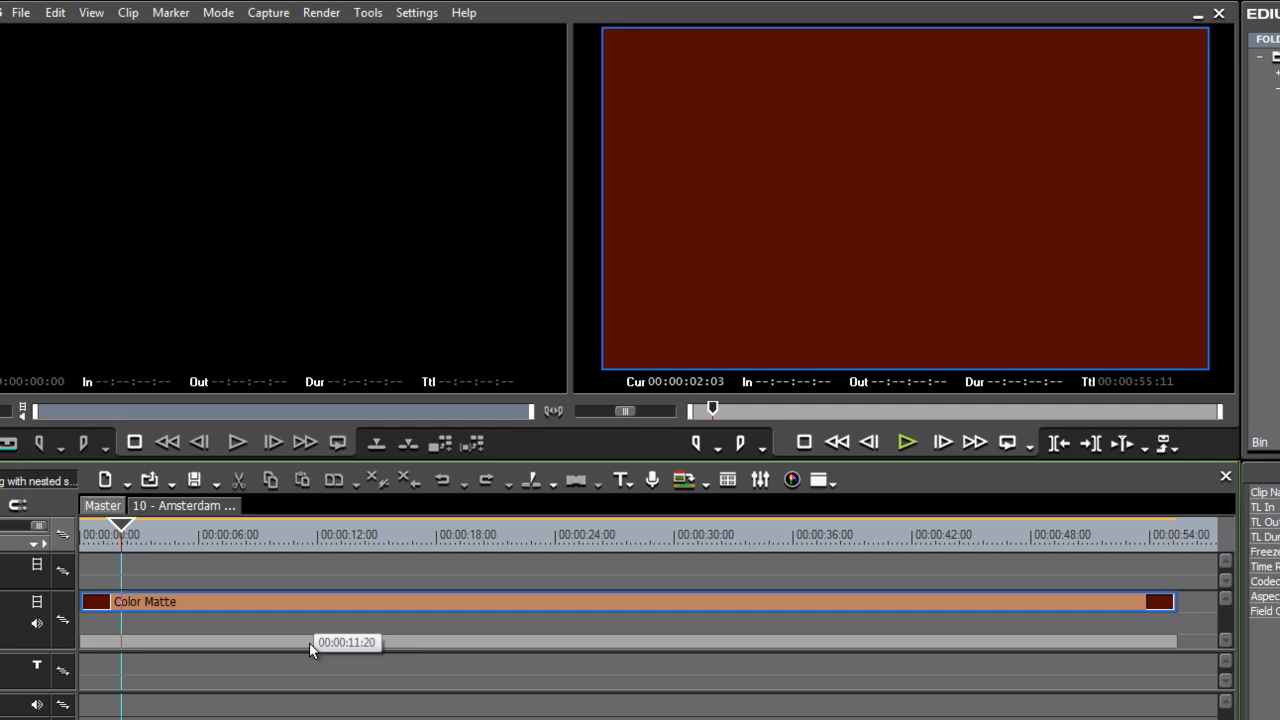 S File Edit View Clip Marker Mode Capture Render Tools Settings Help
EDIU
FOLD
:00:00:00 In --:--:--:-- Out --:--:--:-- Dur --:--:--:-- Ttl --:--:--:--
Cur 00:00:02:03 In --:--:--:-- Out --:--:--:-- Dur --:--:--:-- Ttl 00:00:55:11
Bin
g with nested s...
Master 10 - Amsterdam ...
00:00:00:00 00:00:06:00 00:00:12:00 00:00:18:00 00:00:24:00 00:00:30:00 00:00:36:00 00:00:42:00 00:00:48:00 00:00:54:00
Color Matte
00:00:11:20
T
Clip Na
TL In
TL Out
TL Dur
Freeze
Time R
Codec
Aspec
Field O